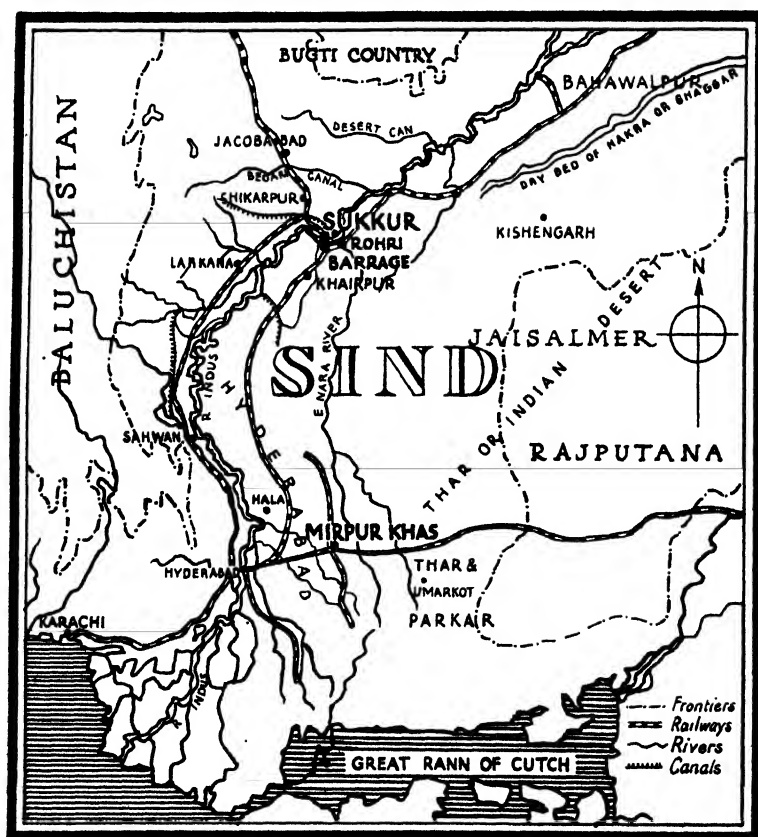 BUGTI COUNTRY
BAHAWALPUR
DESERT CAN
DRY BED OF HAKRA OR GHAGGAR
JACOBABAD
BEGARI CANAL
SHIKARPUR
SUKKUR
ROHRI
BARRAGE
KISHENGARH
LARKANA
KHAIRPUR
N
BALUCHISTAN
R INDUS
E NARA RIVER
SIND
JAISALMER
THAR OR INDIAN DESERT
RAJPUTANA
SAHWAN
HYDERABAD
HALA
MIRPUR KHAS
HYDERABAD
THAR &
UMARKOT
PARKAR
KARACHI
R INDUS
Frontiers
Railways
Rivers
Canals
GREAT RANN OF CUTCH